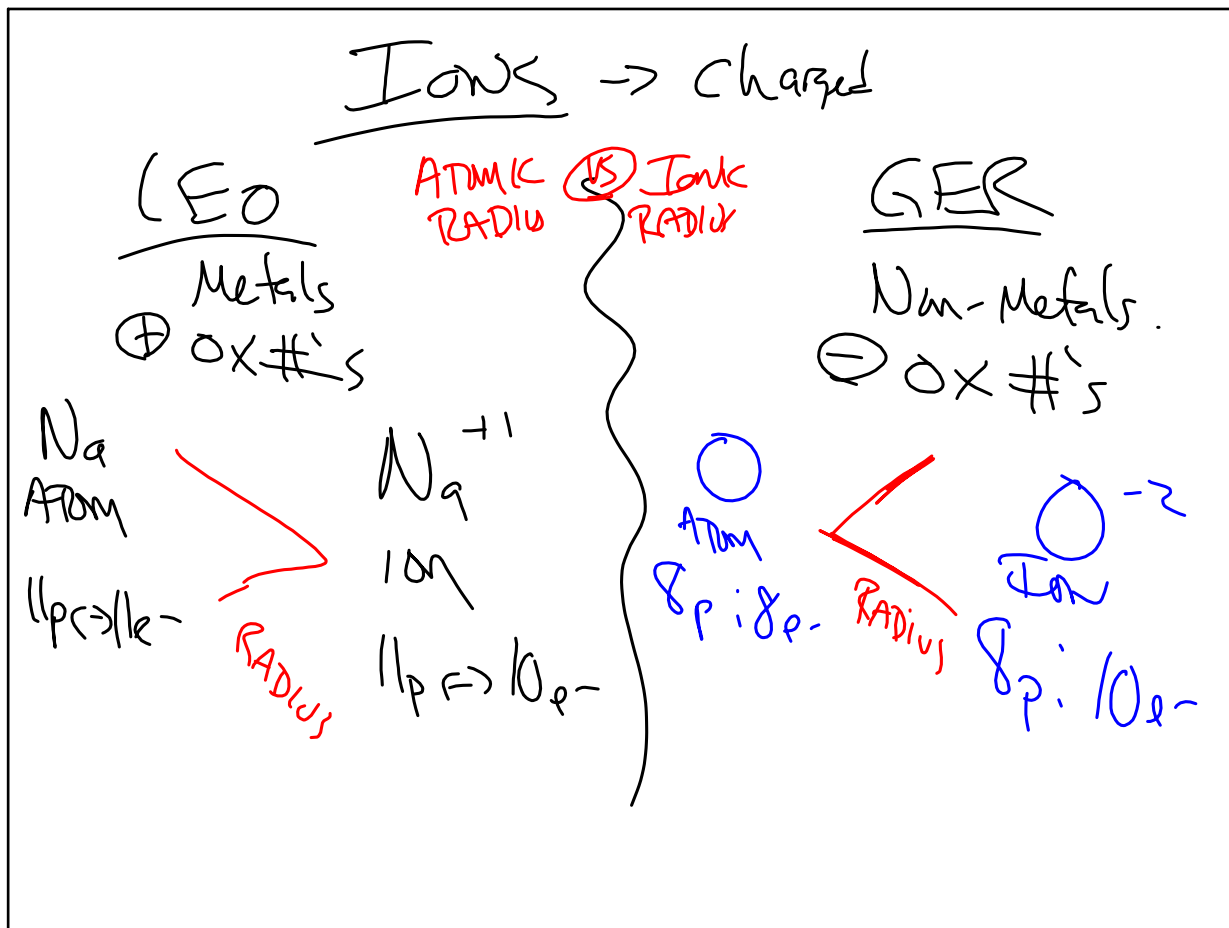 Ions → Charged
ATOMIC RADIUS VS Ionic RADIUS
LEO
Metals
+ OX #'s
Na
ATOM
11p ↔ 11e-
Na +1
ion
11p ↔ 10e-
RADIUS
GER
Non-Metals.
- OX #'s
O
ATOM
8p : 8e-
RADIUS
O -2
Ion
8p : 10e-